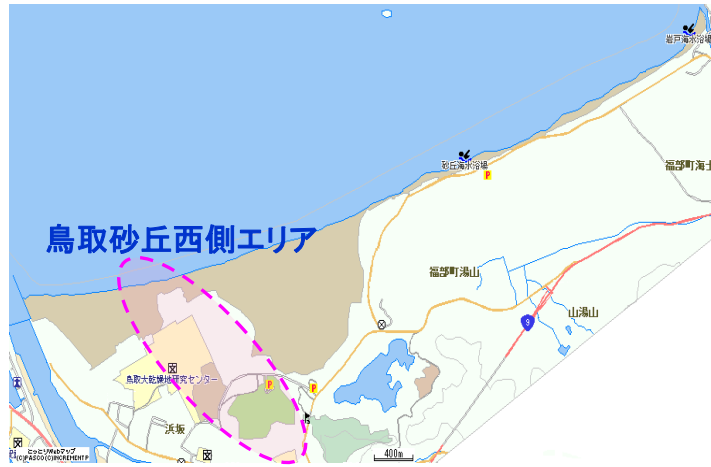 岩戸海水浴場
砂丘海水浴場
P
福部町海士
鳥取砂丘西側エリア
福部町湯山
山湯山
9
鳥取大乾燥地研究センター
P
P
浜坂
とっとりWebマップ
(C)PASCO(C)INCREMENTP
400m